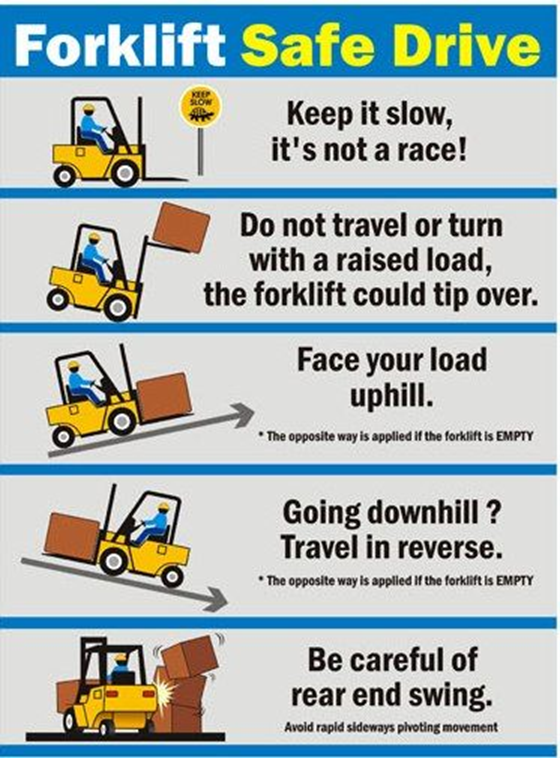 Forklift Safe Drive
KEEP
SLOW
Keep it slow,
it's not a race!
Do not travel or turn
with a raised load,
the forklift could tip over.
Face your load
uphill.
* The opposite way is applied if the forklift is EMPTY
Going downhill ?
Travel in reverse.
* The opposite way is applied if the forklift is EMPTY
Be careful of
rear end swing.
Avoid rapid sideways pivoting movement